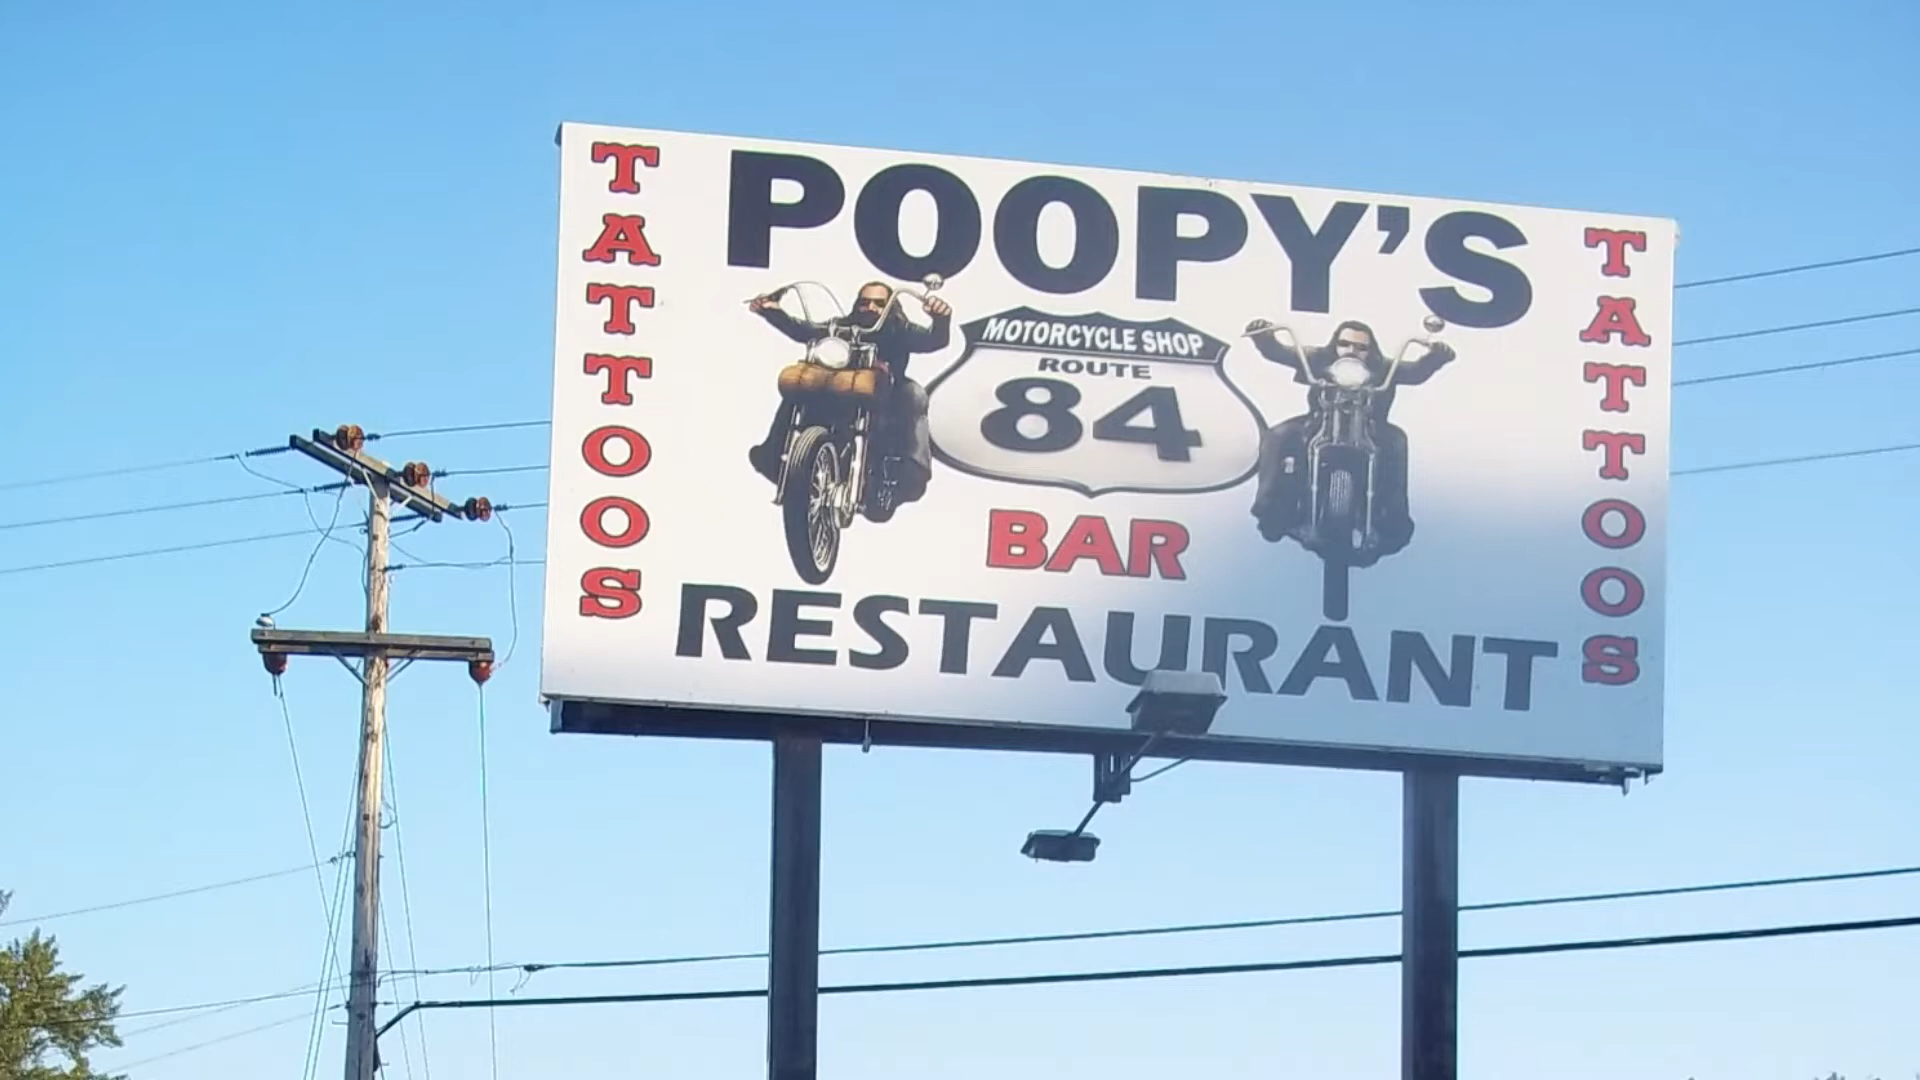 TATTOOS
POOPY'S
MOTORCYCLE SHOP
ROUTE
84
BAR
RESTAURANT
TATTOOS